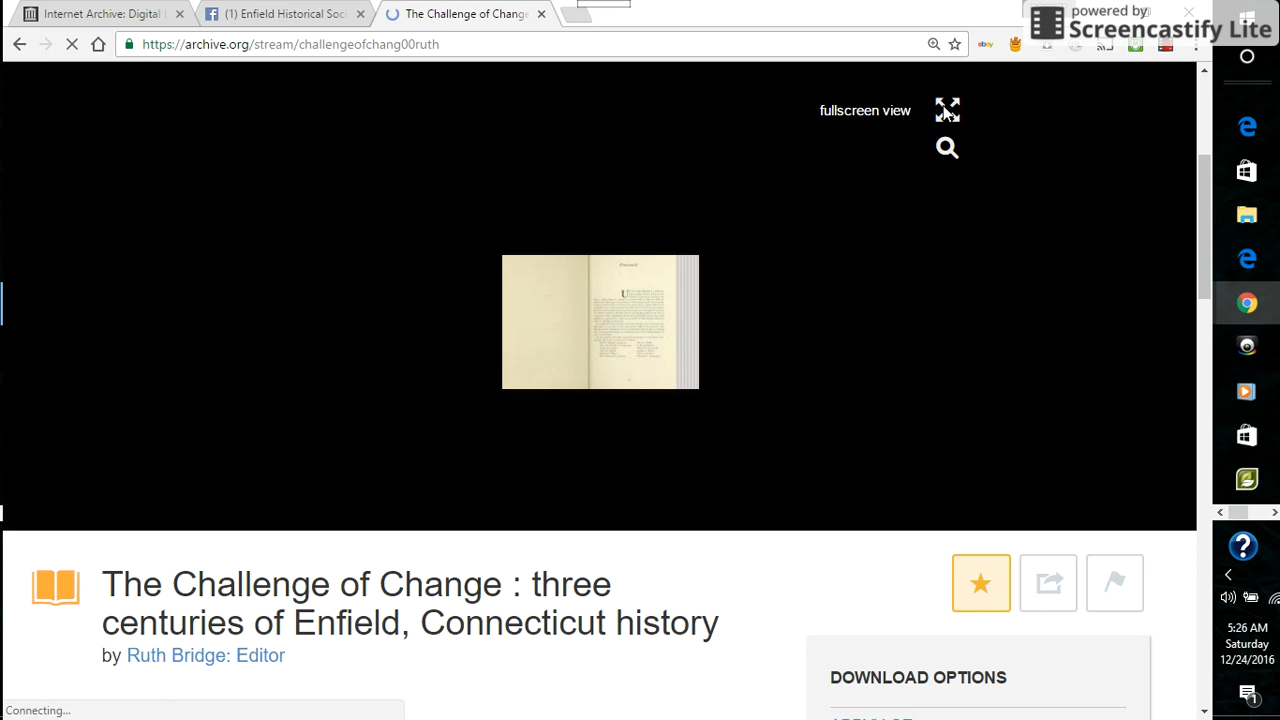 Internet Archive: Digital
(1) Enfield Historical Soc
The Challenge of Change
powered by
Screencastify Lite
https://archive.org/stream/challengeofchang00ruth
ebay
fullscreen view
The Challenge of Change : three
centuries of Enfield, Connecticut history
by Ruth Bridge: Editor
DOWNLOAD OPTIONS
Connecting...
5:26 AM
Saturday
12/24/2016
1